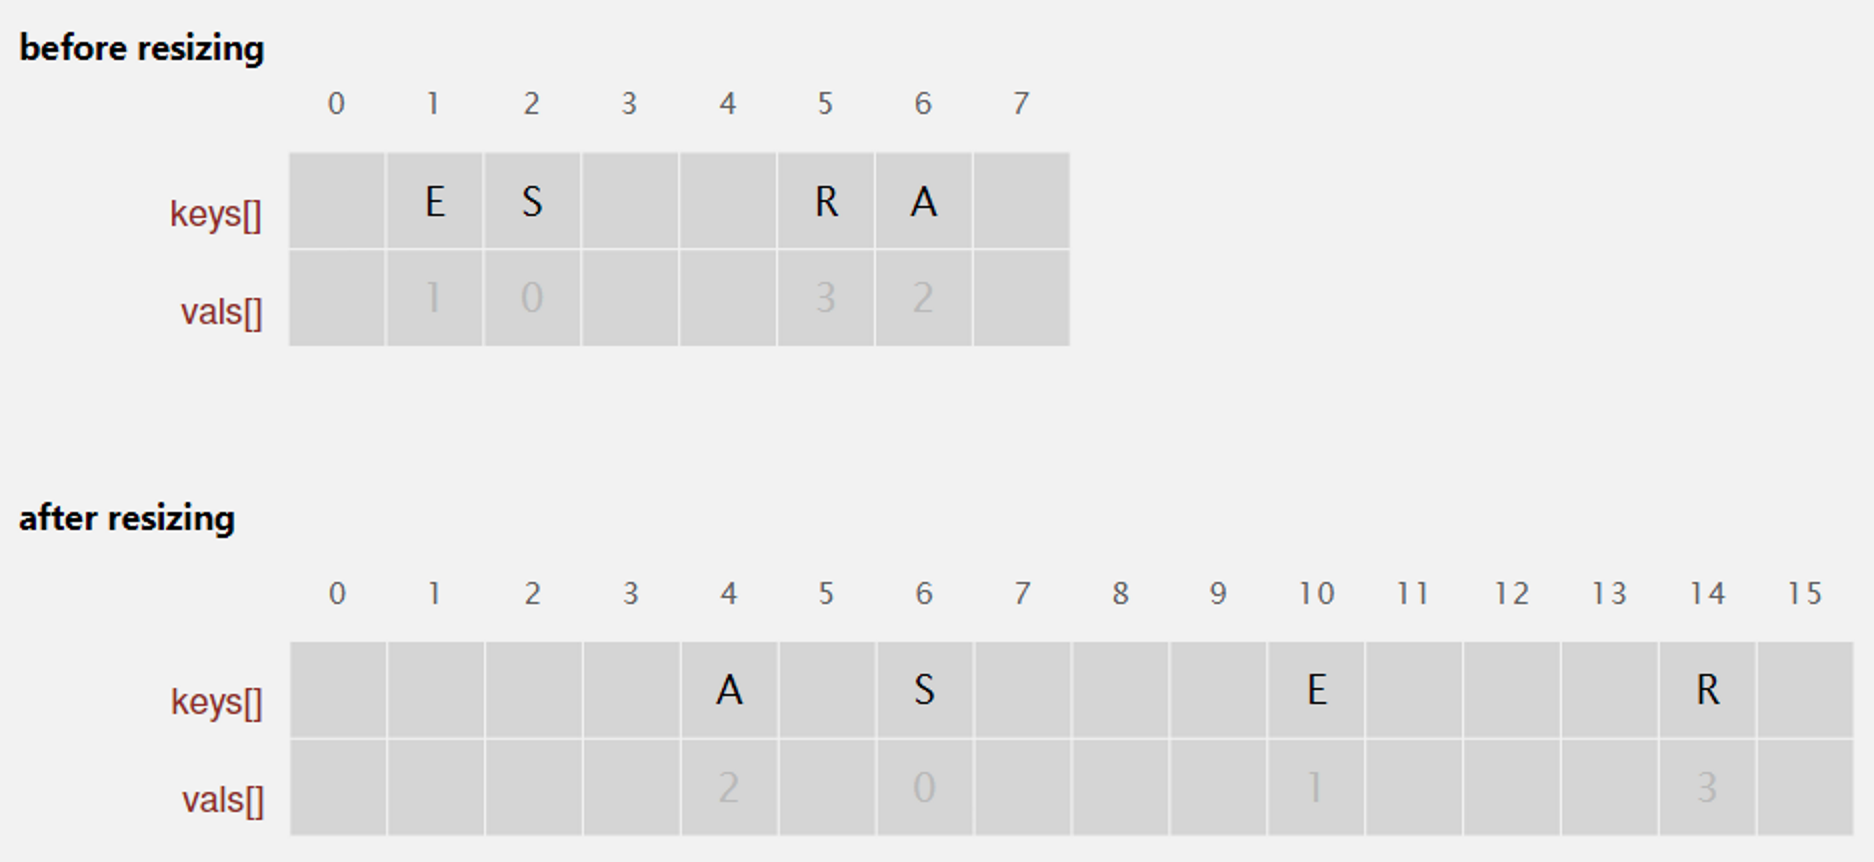 before resizing
0 1 2 3 4 5 6 7
keys[] E S R A
vals[] 1 0 3 2
after resizing
0 1 2 3 4 5 6 7 8 9 10 11 12 13 14 15
keys[] A S E R
vals[] 2 0 1 3